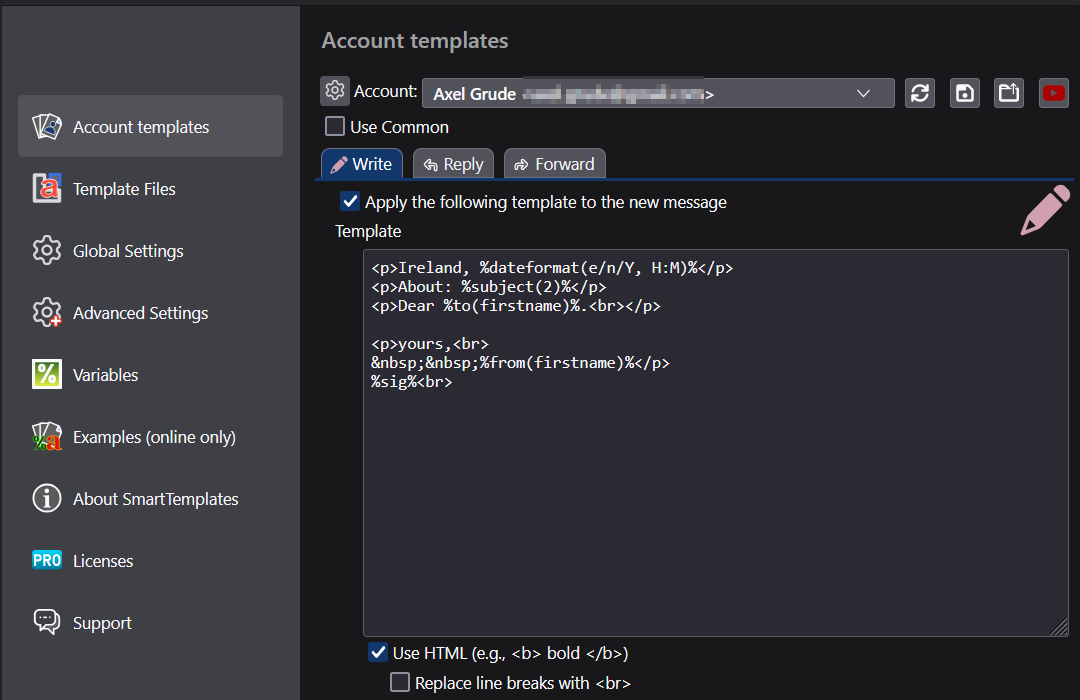 Account templates
Template Files
Global Settings
Advanced Settings
Variables
Examples (online only)
About SmartTemplates
PRO Licenses
Support
Account templates
Account: Axel Grude >
Use Common
Write Reply Forward
Apply the following template to the new message
Template
<p>Ireland, %dateformat(e/n/Y, H:M)%</p>
<p>About: %subject(2)%</p>
<p>Dear %to(firstname)%.<br></p>
<p>yours,<br>
&nbsp;&nbsp;%from(firstname)%</p>
%sig%<br>
Use HTML (e.g., <b> bold </b>)
Replace line breaks with <br>